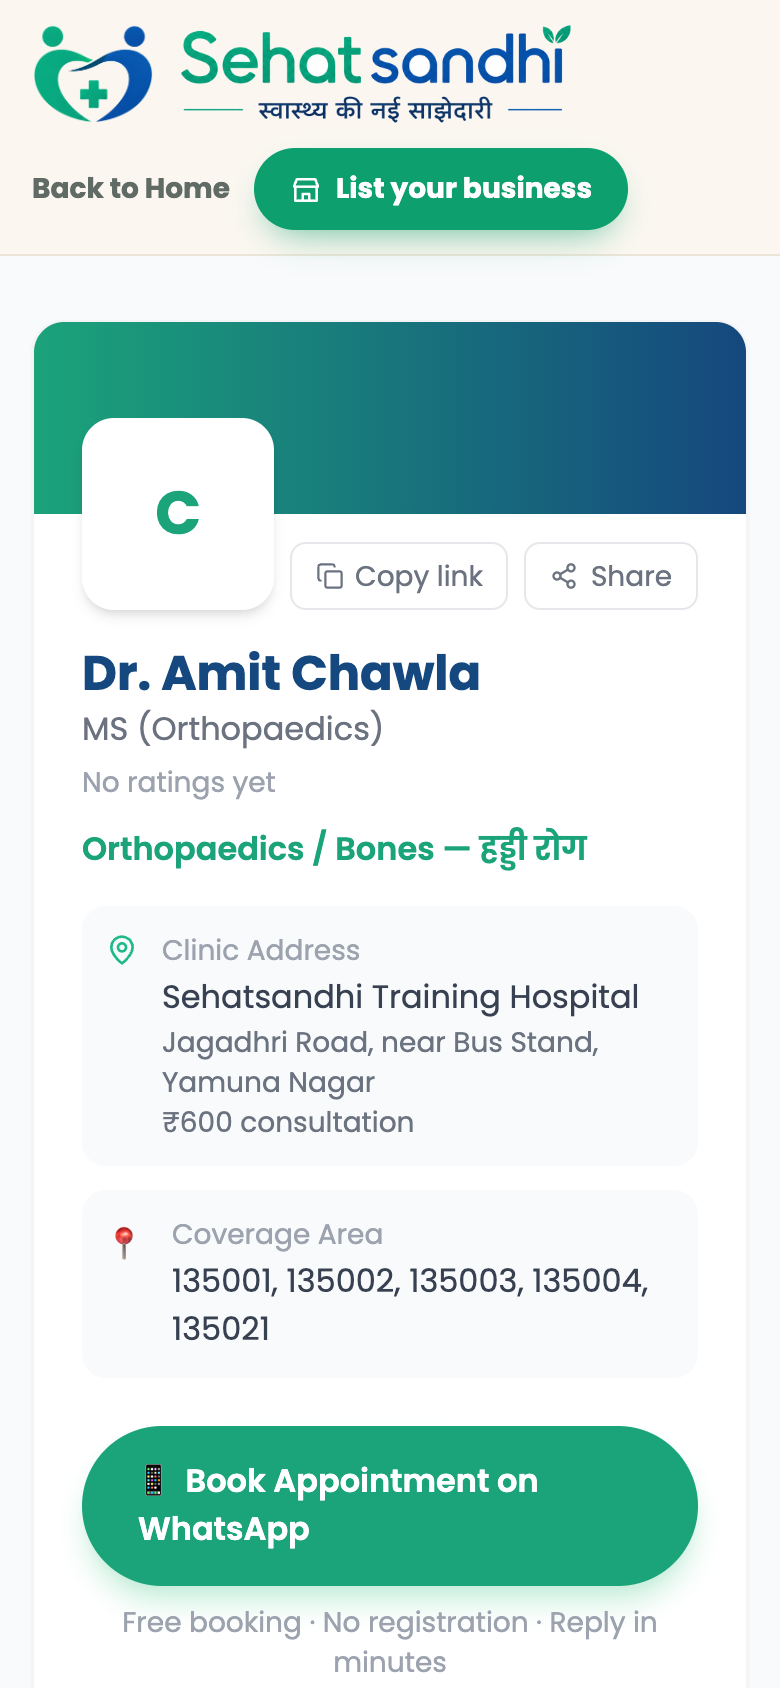 Sehatsandhi
स्वास्थ्य की नई साझेदारी
Back to Home
List your business
C
Copy link
Share
Dr. Amit Chawla
MS (Orthopaedics)
No ratings yet
Orthopaedics / Bones — हड्डी रोग
Clinic Address
Sehatsandhi Training Hospital
Jagadhri Road, near Bus Stand,
Yamuna Nagar
₹600 consultation
Coverage Area
135001, 135002, 135003, 135004,
135021
Book Appointment on
WhatsApp
Free booking · No registration · Reply in
minutes